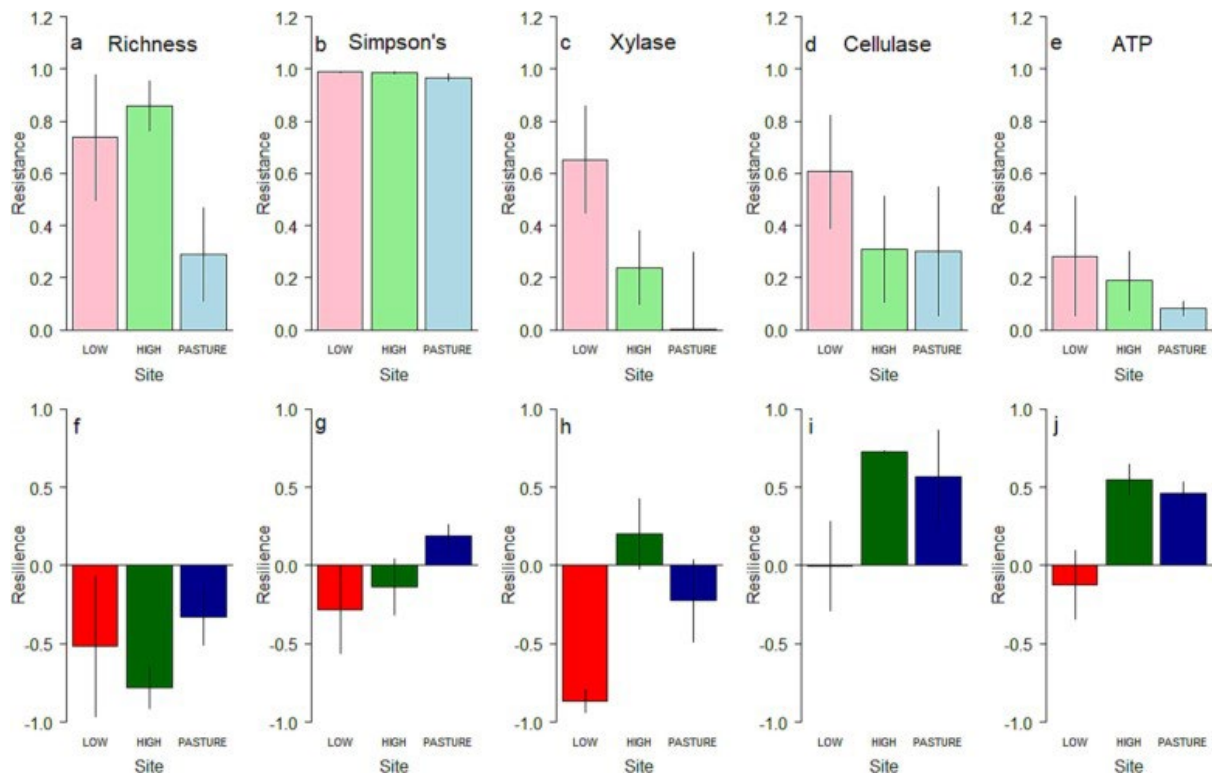 a Richness
1.2
1.0
0.8
0.6
0.4
0.2
0.0
Resistance
LOW HIGH PASTURE
Site
b Simpson's
1.2
1.0
0.8
0.6
0.4
0.2
0.0
Resistance
LOW HIGH PASTURE
Site
c Xylase
1.2
1.0
0.8
0.6
0.4
0.2
0.0
Resistance
LOW HIGH PASTURE
Site
d Cellulase
1.2
1.0
0.8
0.6
0.4
0.2
0.0
Resistance
LOW HIGH PASTURE
Site
e ATP
1.2
1.0
0.8
0.6
0.4
0.2
0.0
Resistance
LOW HIGH PASTURE
Site
f
1.0
0.5
0.0
-0.5
-1.0
Resilience
LOW HIGH PASTURE
Site
g
1.0
0.5
0.0
-0.5
-1.0
Resilience
LOW HIGH PASTURE
Site
h
1.0
0.5
0.0
-0.5
-1.0
Resilience
LOW HIGH PASTURE
Site
i
1.0
0.5
0.0
-0.5
-1.0
Resilience
LOW HIGH PASTURE
Site
j
1.0
0.5
0.0
-0.5
-1.0
Resilience
LOW HIGH PASTURE
Site